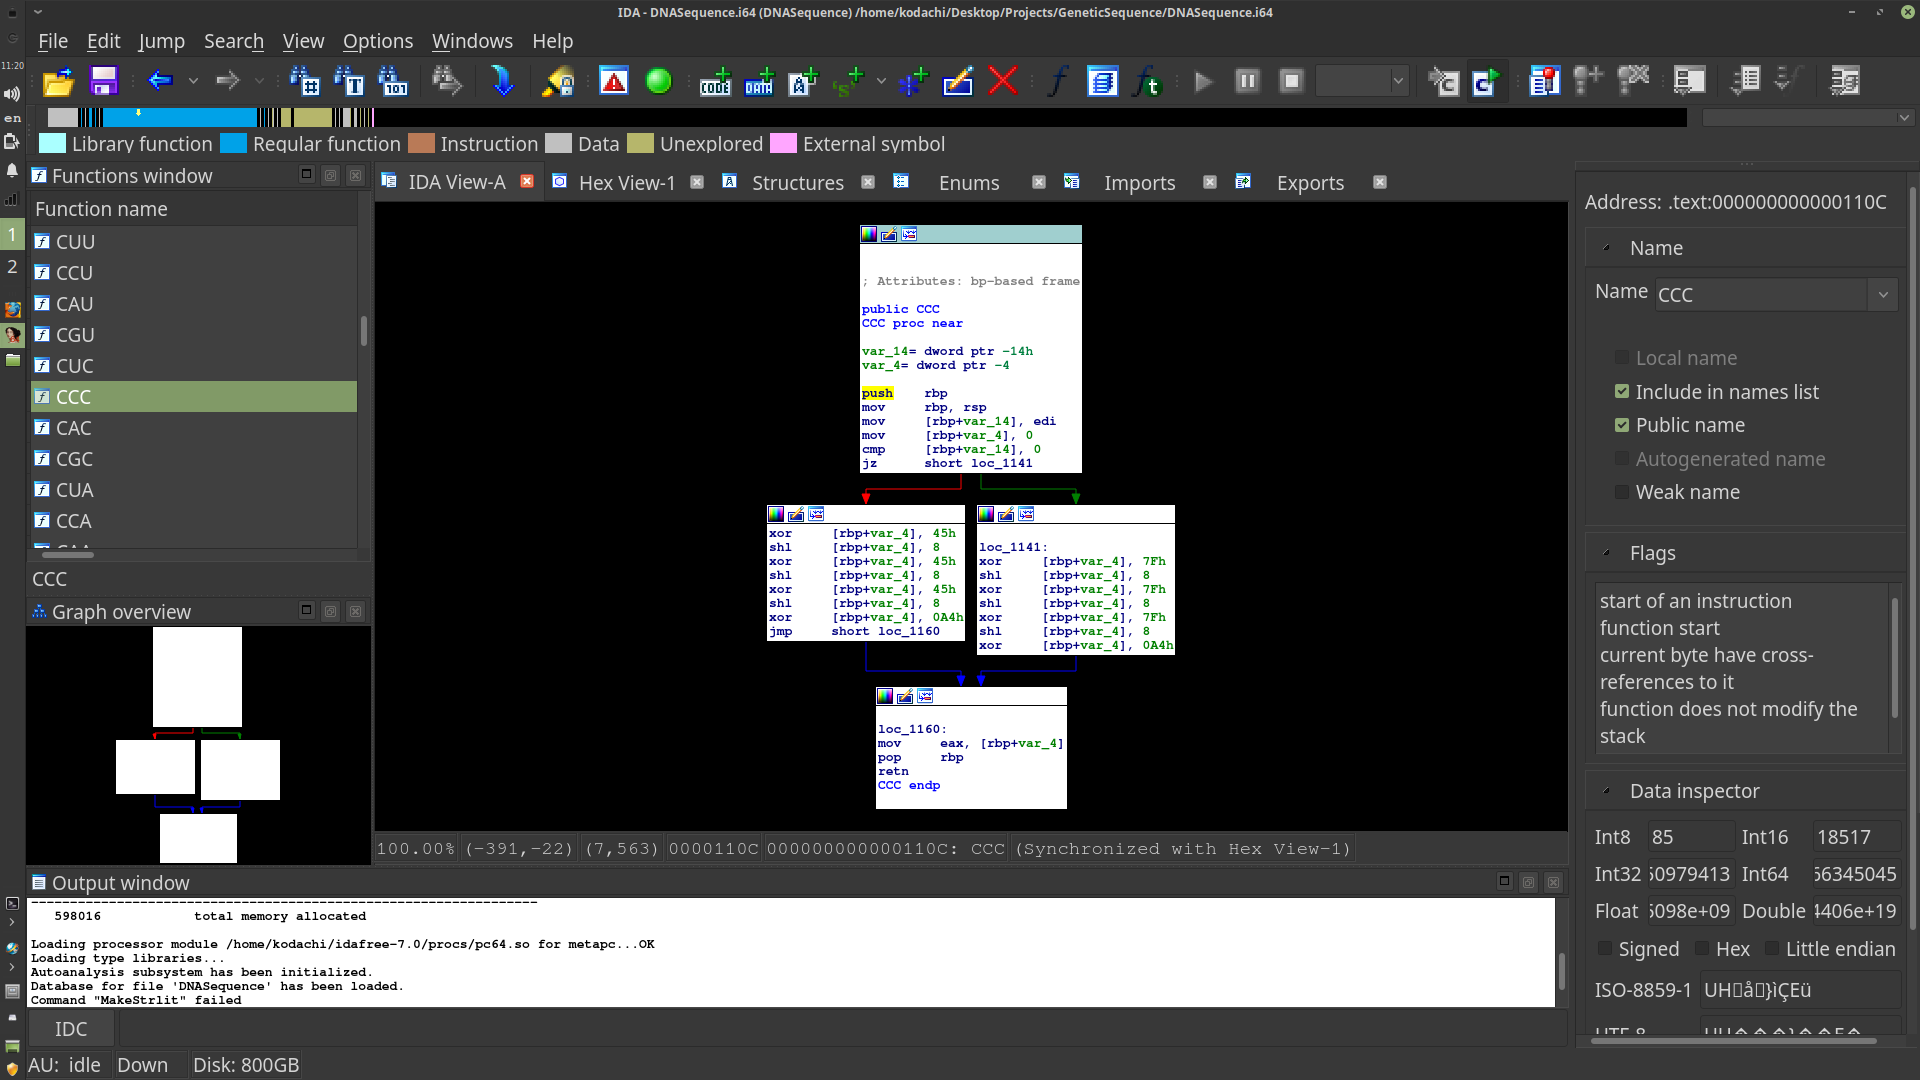 IDA - DNASequence.i64 (DNASequence) /home/kodachi/Desktop/Projects/GeneticSequence/DNASequence.i64
File Edit Jump Search View Options Windows Help
11:20
en
1
2
Library function Regular function Instruction Data Unexplored External symbol
Functions window
Function name
CUU
CCU
CAU
CGU
CUC
CCC
CAC
CGC
CUA
CCA
CCC
Graph overview
IDA View-A Hex View-1 Structures Enums Imports Exports
; Attributes: bp-based frame
public CCC
CCC proc near
var_14= dword ptr -14h
var_4= dword ptr -4
push rbp
mov rbp, rsp
mov [rbp+var_14], edi
mov [rbp+var_4], 0
cmp [rbp+var_14], 0
jz short loc_1141
xor [rbp+var_4], 45h
shl [rbp+var_4], 8
xor [rbp+var_4], 45h
shl [rbp+var_4], 8
xor [rbp+var_4], 45h
shl [rbp+var_4], 8
xor [rbp+var_4], 0A4h
jmp short loc_1160
loc_1141:
xor [rbp+var_4], 7Fh
shl [rbp+var_4], 8
xor [rbp+var_4], 7Fh
shl [rbp+var_4], 8
xor [rbp+var_4], 7Fh
shl [rbp+var_4], 8
xor [rbp+var_4], 0A4h
loc_1160:
mov eax, [rbp+var_4]
pop rbp
retn
CCC endp
100.00% (-391,-22) (7,563) 0000110C 000000000000110C: CCC (Synchronized with Hex View-1)
Output window
598016 total memory allocated
Loading processor module /home/kodachi/idafree-7.0/procs/pc64.so for metapc...OK
Loading type libraries...
Autoanalysis subsystem has been initialized.
Database for file 'DNASequence' has been loaded.
Command "MakeStrlit" failed
IDC
AU: idle Down Disk: 800GB
Address: .text:000000000000110C
Name
Name CCC
Local name
Include in names list
Public name
Autogenerated name
Weak name
Flags
start of an instruction
function start
current byte have cross-
references to it
function does not modify the
stack
Data inspector
Int8 85 Int16 18517
Int32 50979413 Int64 66345045
Float 5098e+09 Double 4406e+19
Signed Hex Little endian
ISO-8859-1